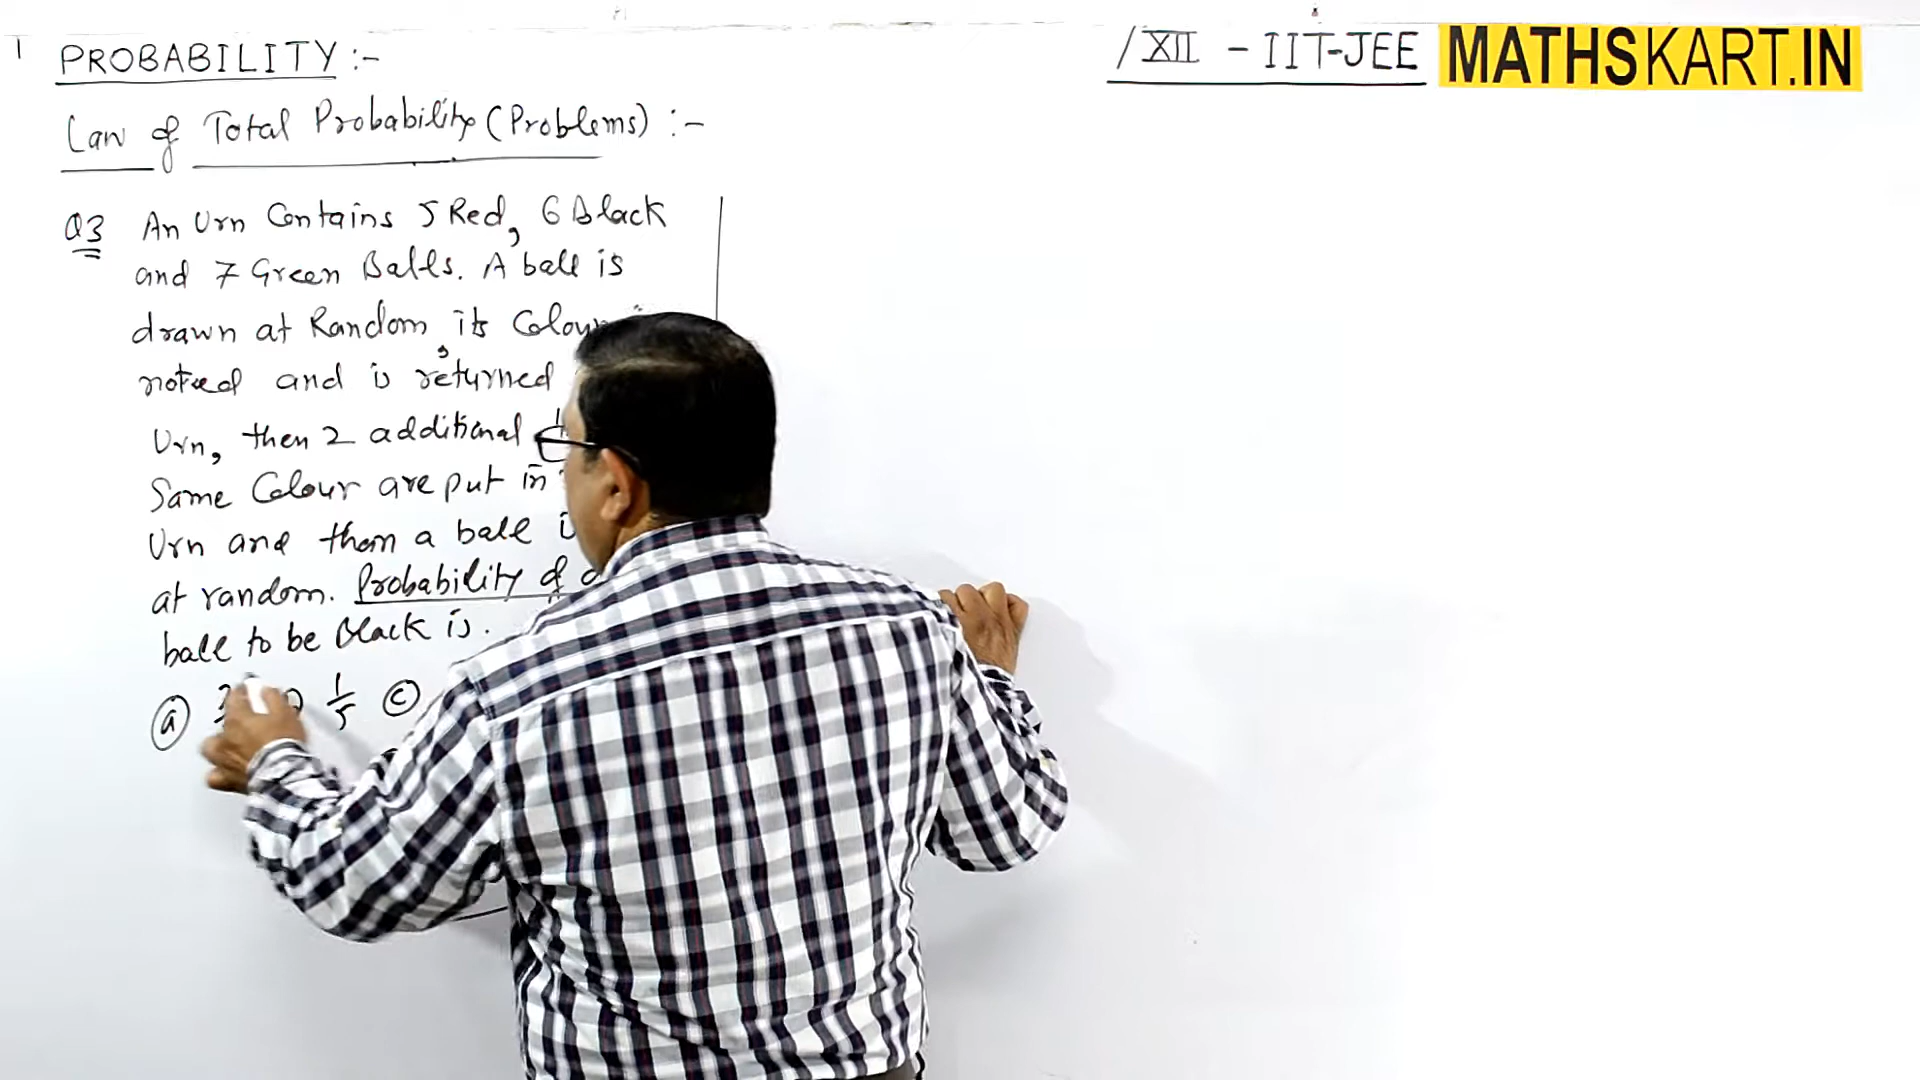 PROBABILITY :-
/XII - IIT-JEE MATHSKART.IN
Law of Total Probability (Problems) :-
Q3 An Urn Contains 5 Red, 6 Black
and 7 Green Balls. A ball is
drawn at Random, its Colour
noticed and is returned
Urn, then 2 additional
Same Colour are put in
Urn and then a ball
at random. Probability of
ball to be Black is.
(a) 1/5 (c)